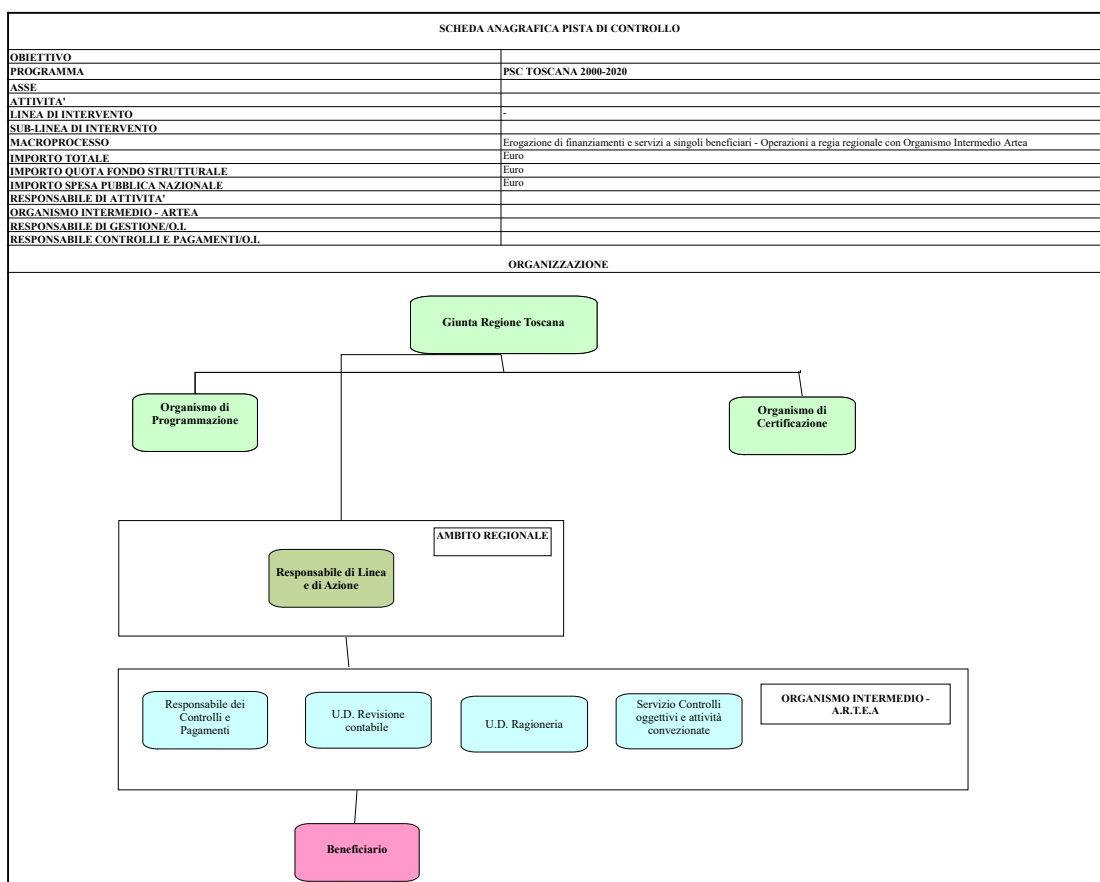 SCHEDA ANAGRAFICA PISTA DI CONTROLLO
OBIETTIVO
PROGRAMMA PSC TOSCANA 2000-2020
ASSE
ATTIVITA'
LINEA DI INTERVENTO -
SUB-LINEA DI INTERVENTO
MACROPROCESSO Erogazione di finanziamenti e servizi a singoli beneficiari - Operazioni a regia regionale con Organismo Intermedio Artea
IMPORTO TOTALE Euro
IMPORTO QUOTA FONDO STRUTTURALE Euro
IMPORTO SPESA PUBBLICA NAZIONALE Euro
RESPONSABILE DI ATTIVITA'
ORGANISMO INTERMEDIO - ARTEA
RESPONSABILE DI GESTIONE/O.I.
RESPONSABILE CONTROLLI E PAGAMENTI/O.I.
ORGANIZZAZIONE
Giunta Regione Toscana
Organismo di
Programmazione
Organismo di
Certificazione
AMBITO REGIONALE
Responsabile di Linea
e di Azione
Responsabile dei
Controlli e
Pagamenti
U.D. Revisione
contabile
U.D. Ragioneria
Servizio Controlli
oggettivi e attività
convezionate
ORGANISMO INTERMEDIO -
A.R.T.E.A
Beneficiario